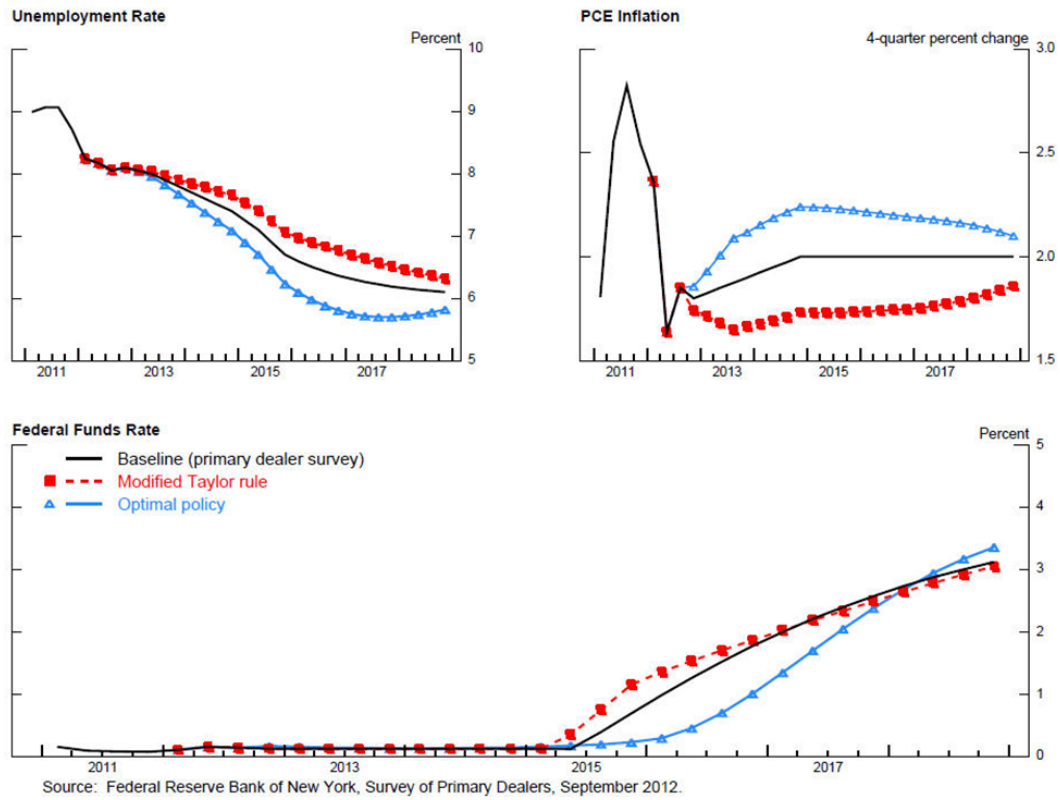 Unemployment Rate
Percent
10
9
8
7
6
5
2011 2013 2015 2017
PCE Inflation
4-quarter percent change
3.0
2.5
2.0
1.5
2011 2013 2015 2017
Federal Funds Rate
Percent
Baseline (primary dealer survey)
Modified Taylor rule
Optimal policy
5
4
3
2
1
0
2011 2013 2015 2017
Source: Federal Reserve Bank of New York, Survey of Primary Dealers, September 2012.